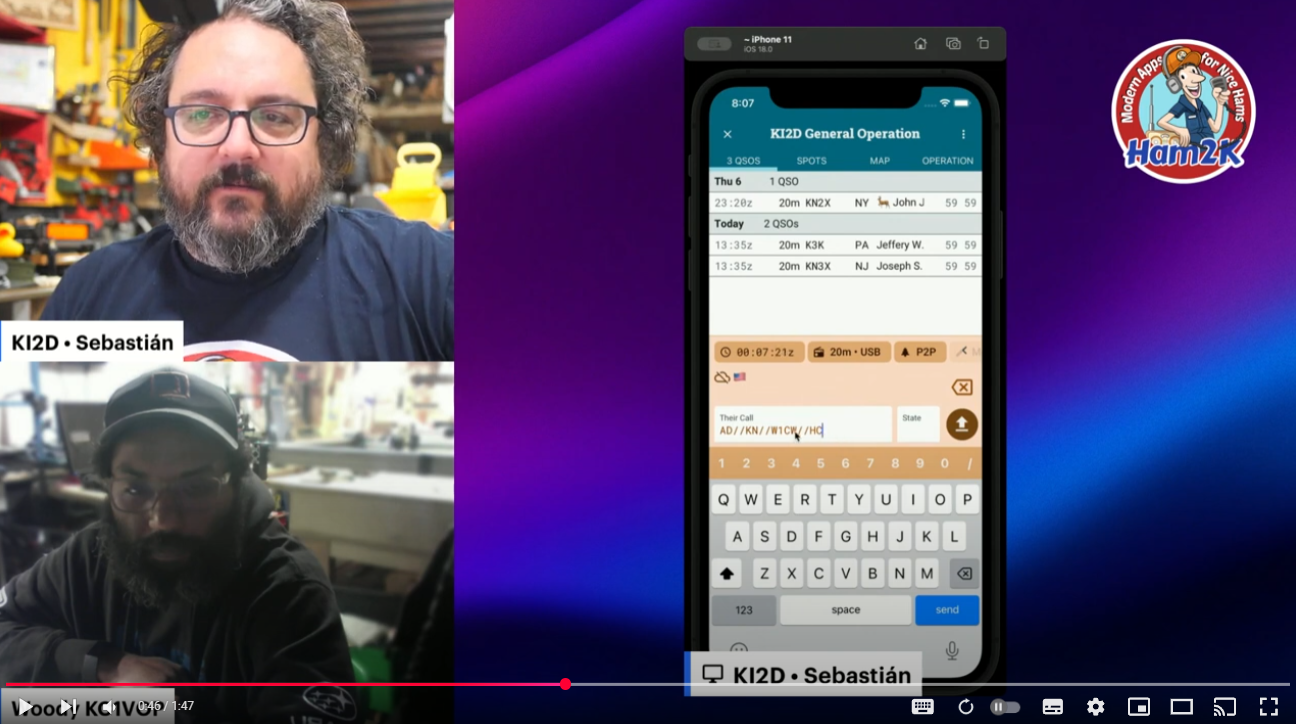 ~ iPhone 11
iOS 18.0
Modern Apps for Nice Hams
Ham2K
8:07
KI2D General Operation
3 QSOS SPOTS MAP OPERATION
Thu 6 1 QSO
23:20z 20m KN2X NY John J 59 59
Today 2 QSOs
13:35z 20m K3K PA Jeffery W. 59 59
13:35z 20m KN3X NJ Joseph S. 59 59
00:07:21z 20m • USB P2P M
Their Call State
AD//KN//W1CW//HC
1 2 3 4 5 6 7 8 9 0 /
Q W E R T Y U I O P
A S D F G H J K L
Z X C V B N M
123 space send
KI2D • Sebastián
KI2D • Sebastián
Woody
0:46 / 1:47